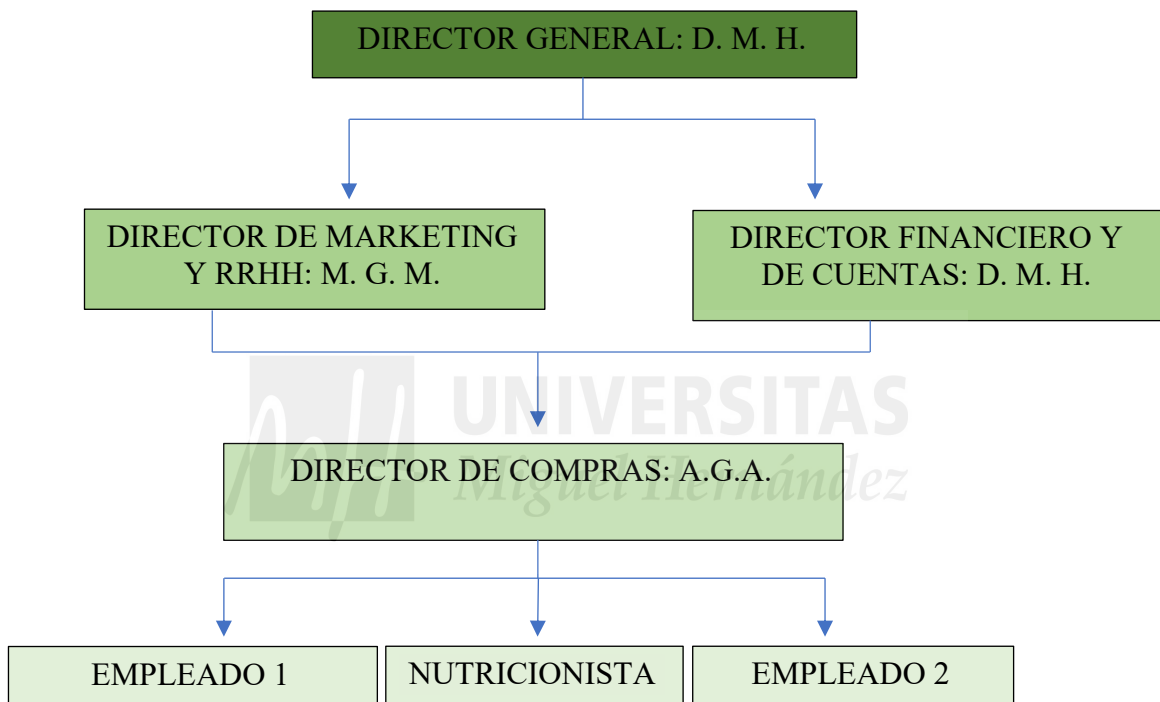 DIRECTOR GENERAL: D. M. H.
DIRECTOR DE MARKETING
Y RRHH: M. G. M.
DIRECTOR FINANCIERO Y
DE CUENTAS: D. M. H.
UNIVERSITAS
Miguel Hernández
DIRECTOR DE COMPRAS: A.G.A.
EMPLEADO 1
NUTRICIONISTA
EMPLEADO 2